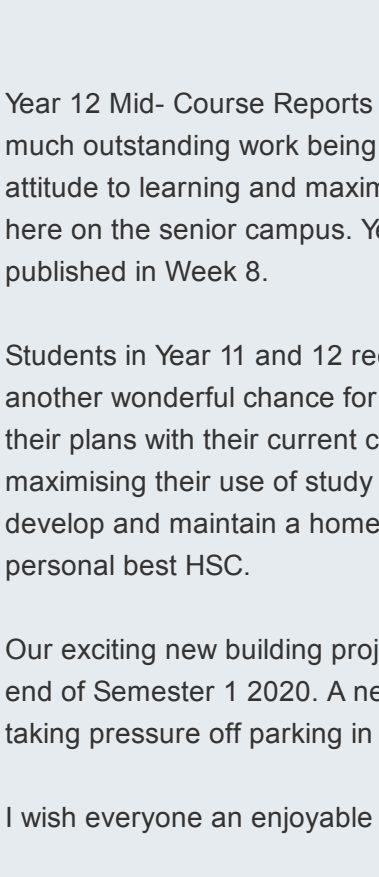 Year 12 Mid- Course Reports
much outstanding work being
attitude to learning and maxim
here on the senior campus. Ye
published in Week 8.
Students in Year 11 and 12 re
another wonderful chance for
their plans with their current c
maximising their use of study
develop and maintain a home
personal best HSC.
Our exciting new building proj
end of Semester 1 2020. A ne
taking pressure off parking in
I wish everyone an enjoyable